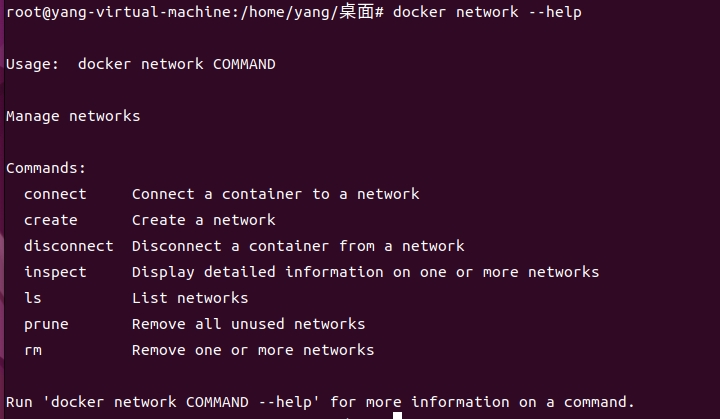 root@yang-virtual-machine:/home/yang/桌面# docker network --help
Usage:  docker network COMMAND
Manage networks
Commands:
  connect     Connect a container to a network
  create      Create a network
  disconnect  Disconnect a container from a network
  inspect     Display detailed information on one or more networks
  ls          List networks
  prune       Remove all unused networks
  rm          Remove one or more networks
Run 'docker network COMMAND --help' for more information on a command.